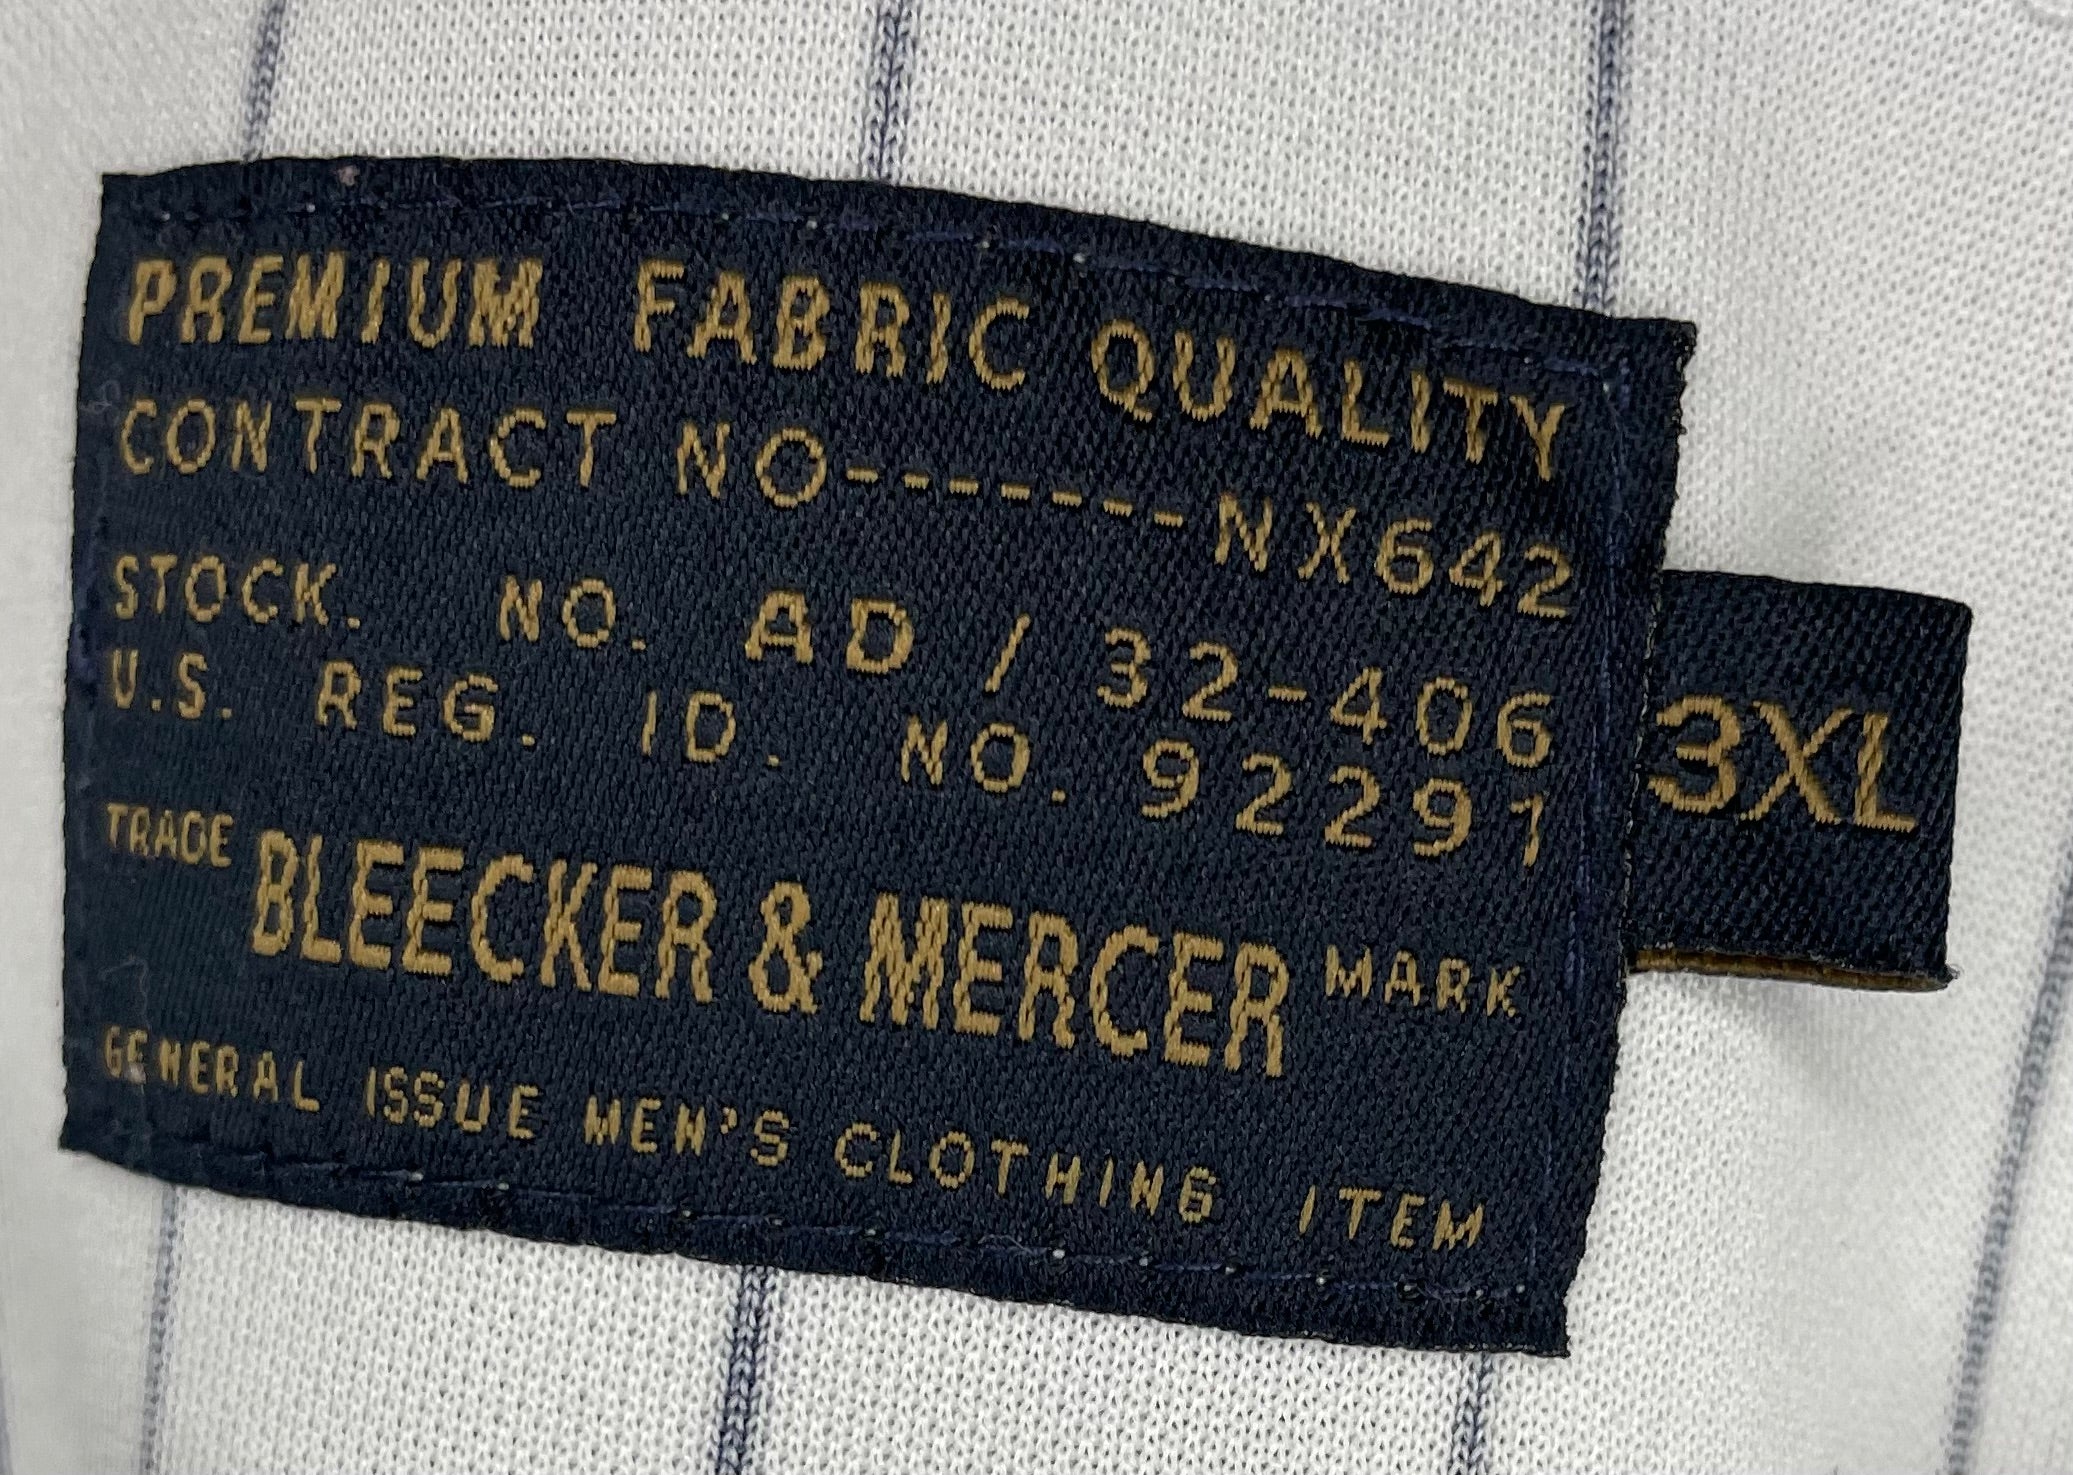 PREMIUM FABRIC QUALITY
CONTRACT NO-------NX642
STOCK. NO. AD / 32-406
U.S. REG. ID. NO. 92291
TRADE BLEECKER & MERCER MARK
GENERAL ISSUE MEN'S CLOTHING ITEM
3XL